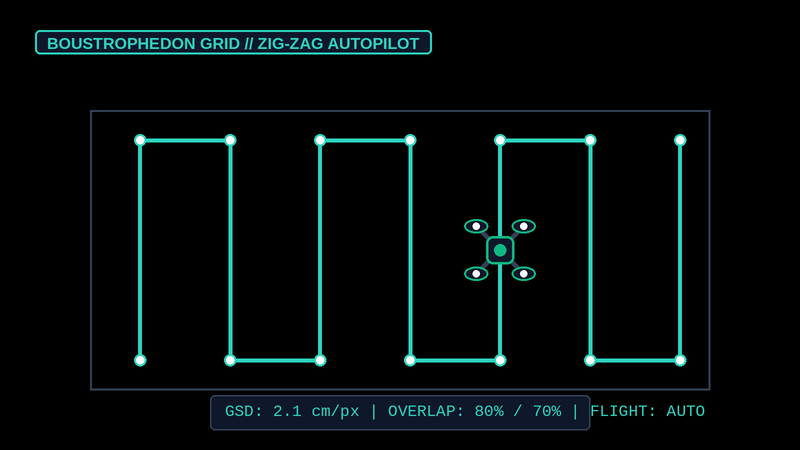 BOUSTROPHEDON GRID // ZIG-ZAG AUTOPILOT
GSD: 2.1 cm/px | OVERLAP: 80% / 70% | FLIGHT: AUTO